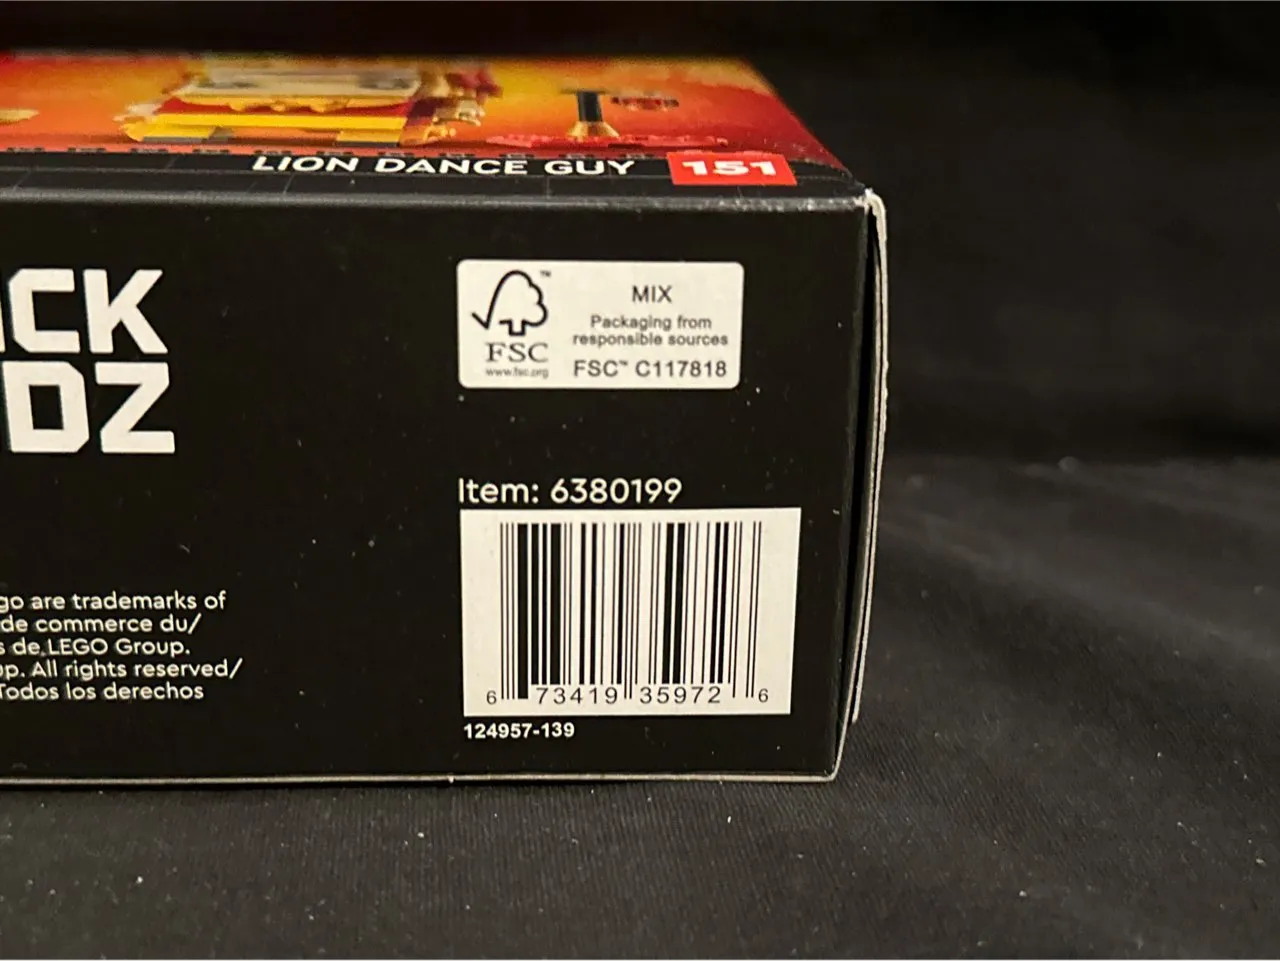 LION DANCE GUY 151
CK
DZ
FSC™
www.fsc.org
MIX
Packaging from
responsible sources
FSC™ C117818
Item: 6380199
6 73419 35972 6
124957-139
go are trademarks of
de commerce du/
s de LEGO Group.
p. All rights reserved/
Todos los derechos